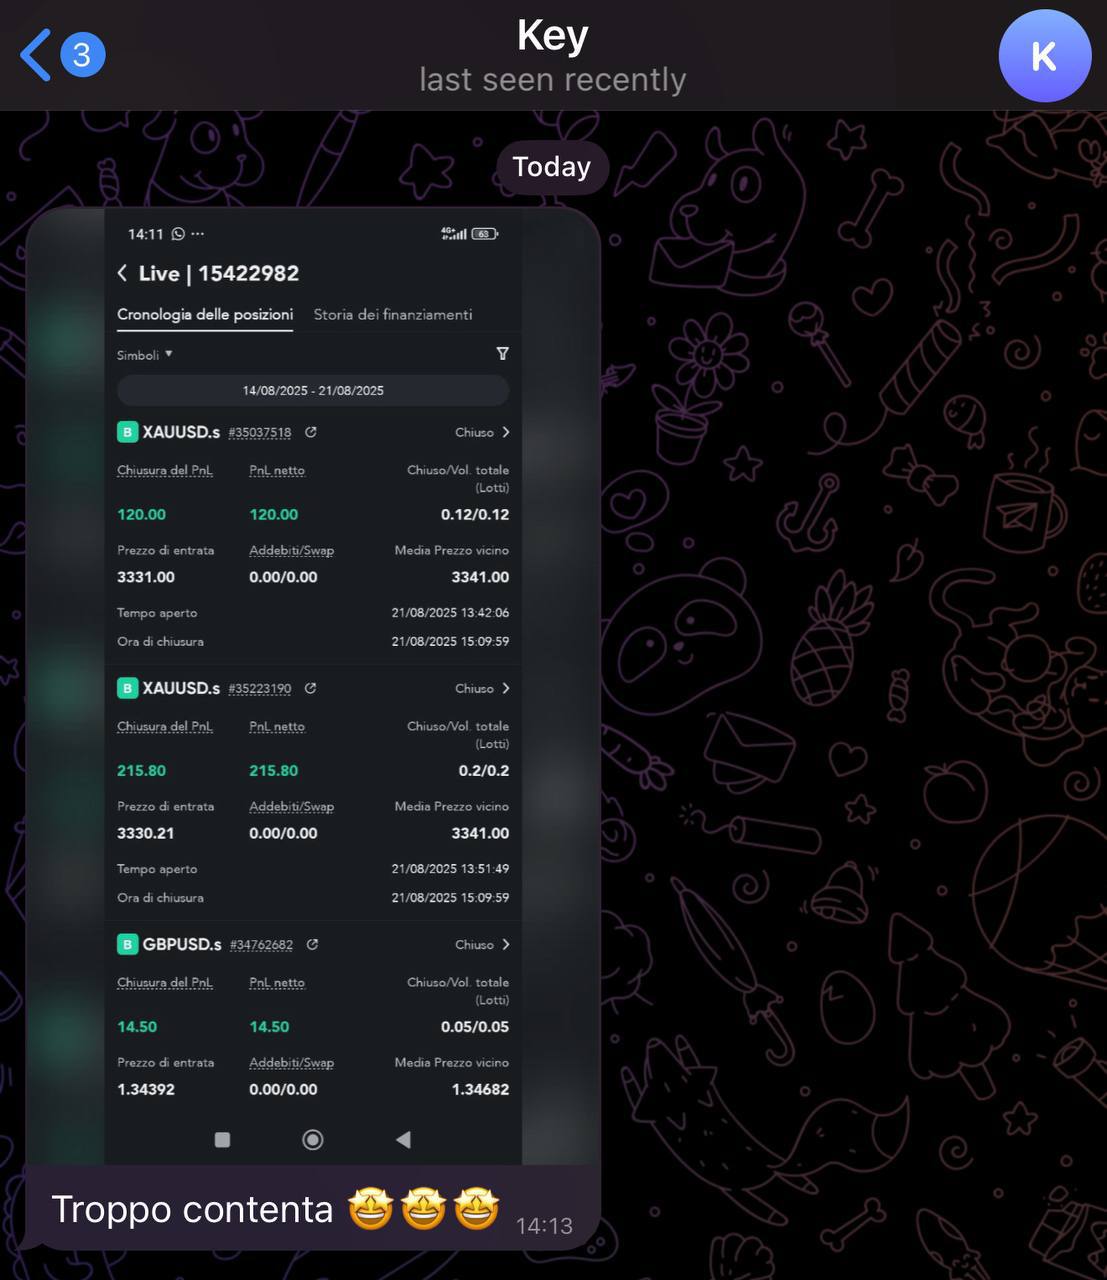 3
Key
last seen recently
K
Today
14:11 ...
4G+ 63
Live | 15422982
Cronologia delle posizioni Storia dei finanziamenti
Simboli
14/08/2025 - 21/08/2025
B XAUUSD.s #35037518 Chiuso
Chiusura del PnL PnL netto Chiuso/Vol. totale
(Lotti)
120.00 120.00 0.12/0.12
Prezzo di entrata Addebiti/Swap Media Prezzo vicino
3331.00 0.00/0.00 3341.00
Tempo aperto 21/08/2025 13:42:06
Ora di chiusura 21/08/2025 15:09:59
B XAUUSD.s #35223190 Chiuso
Chiusura del PnL PnL netto Chiuso/Vol. totale
(Lotti)
215.80 215.80 0.2/0.2
Prezzo di entrata Addebiti/Swap Media Prezzo vicino
3330.21 0.00/0.00 3341.00
Tempo aperto 21/08/2025 13:51:49
Ora di chiusura 21/08/2025 15:09:59
B GBPUSD.s #34762682 Chiuso
Chiusura del PnL PnL netto Chiuso/Vol. totale
(Lotti)
14.50 14.50 0.05/0.05
Prezzo di entrata Addebiti/Swap Media Prezzo vicino
1.34392 0.00/0.00 1.34682
Troppo contenta 🤩🤩🤩 14:13